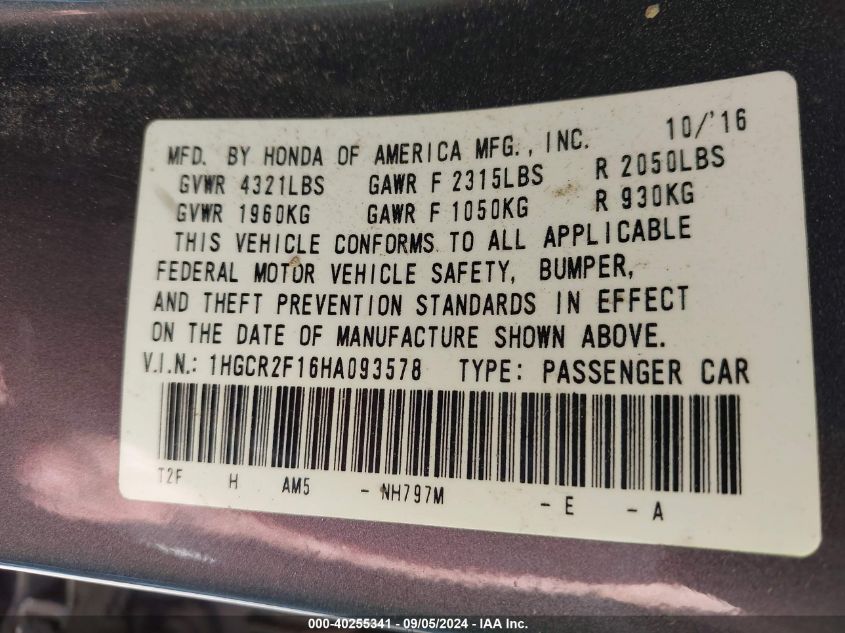 MFD. BY HONDA OF AMERICA MFG., INC. 10/'16
GVWR 4321LBS GAWR F 2315LBS R 2050LBS
GVWR 1960KG GAWR F 1050KG R 930KG
THIS VEHICLE CONFORMS TO ALL APPLICABLE
FEDERAL MOTOR VEHICLE SAFETY, BUMPER,
AND THEFT PREVENTION STANDARDS IN EFFECT
ON THE DATE OF MANUFACTURE SHOWN ABOVE.
V.I.N.: 1HGCR2F16HA093578 TYPE: PASSENGER CAR
T2F H AM5 - NH797M - E - A
000-40255341 - 09/05/2024 - IAA Inc.